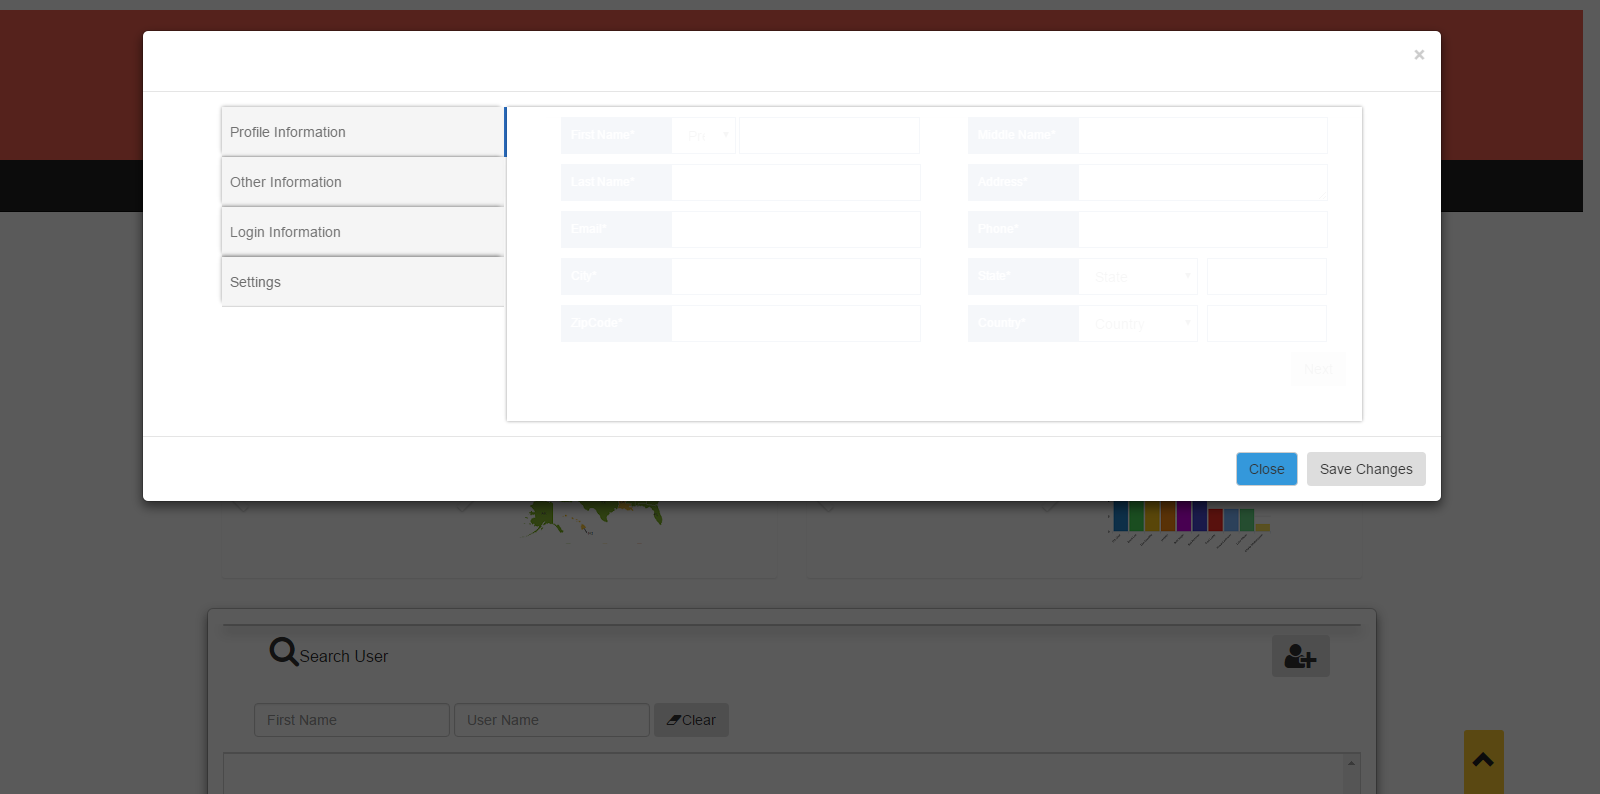 ×
Profile Information
Other Information
Login Information
Settings
First Name* Pre Middle Name*
Last Name* Address*
Email* Phone*
City* State* State
ZipCode* Country* Country
Next
Close Save Changes
Search User
First Name User Name Clear